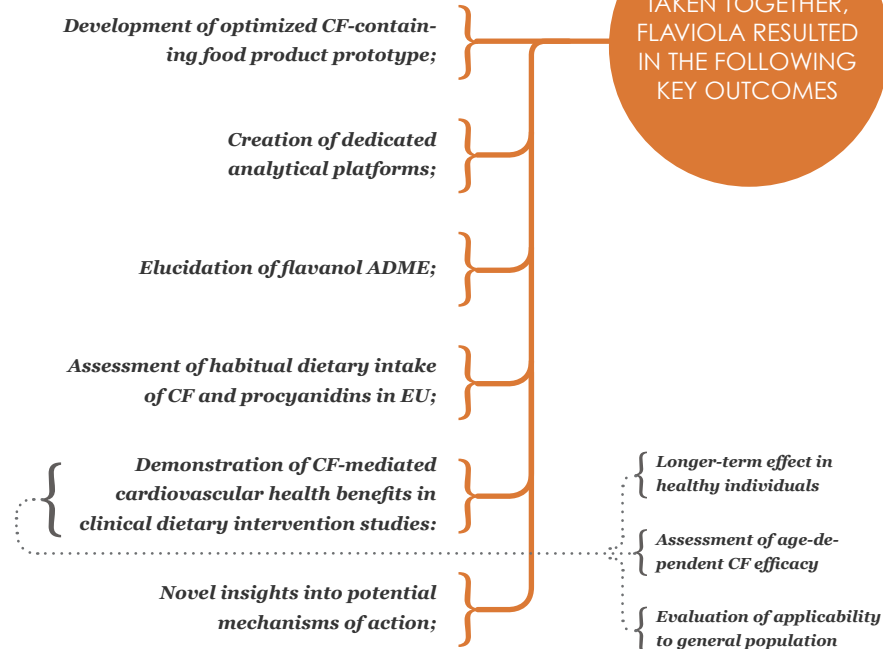 TAKEN TOGETHER,
FLAVIOLA RESULTED
IN THE FOLLOWING
KEY OUTCOMES
Development of optimized CF-contain-
ing food product prototype;
Creation of dedicated
analytical platforms;
Elucidation of flavanol ADME;
Assessment of habitual dietary intake
of CF and procyanidins in EU;
Demonstration of CF-mediated
cardiovascular health benefits in
clinical dietary intervention studies:
Longer-term effect in
healthy individuals
Assessment of age-de-
pendent CF efficacy
Evaluation of applicability
to general population
Novel insights into potential
mechanisms of action;